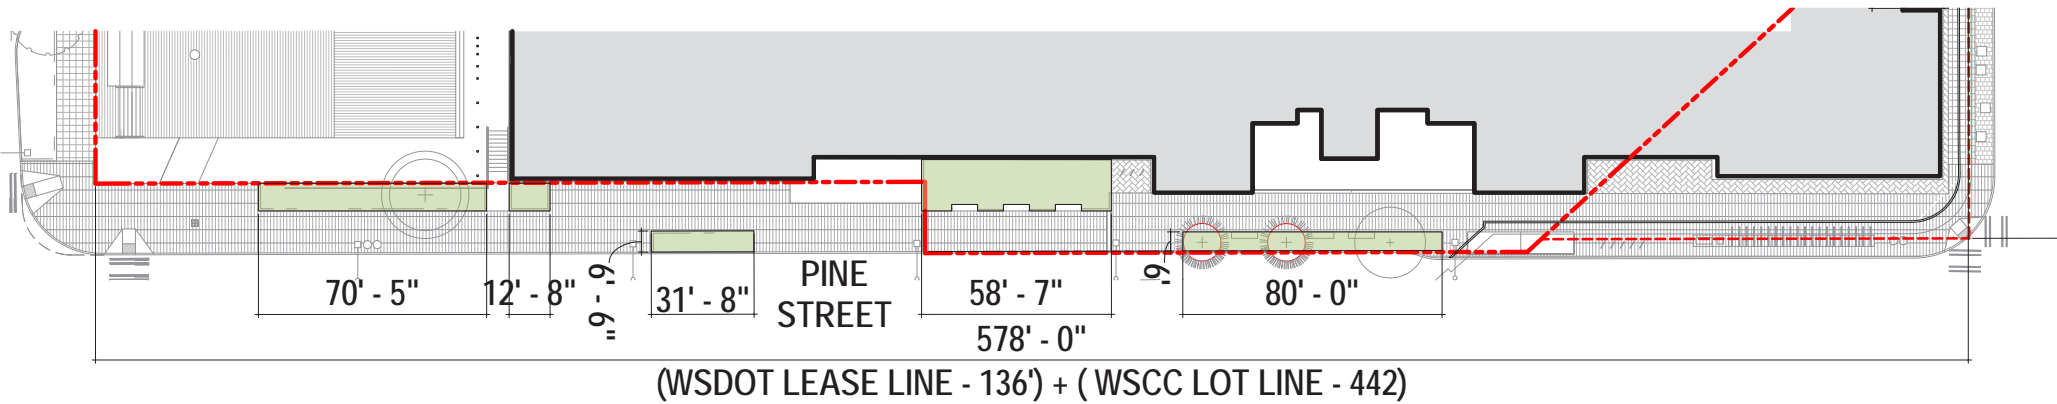 70' - 5"
12' - 8"
6' - 6"
31' - 8"
PINE
STREET
58' - 7"
6'
80' - 0"
578' - 0"
(WSDOT LEASE LINE - 136') + ( WSCC LOT LINE - 442)